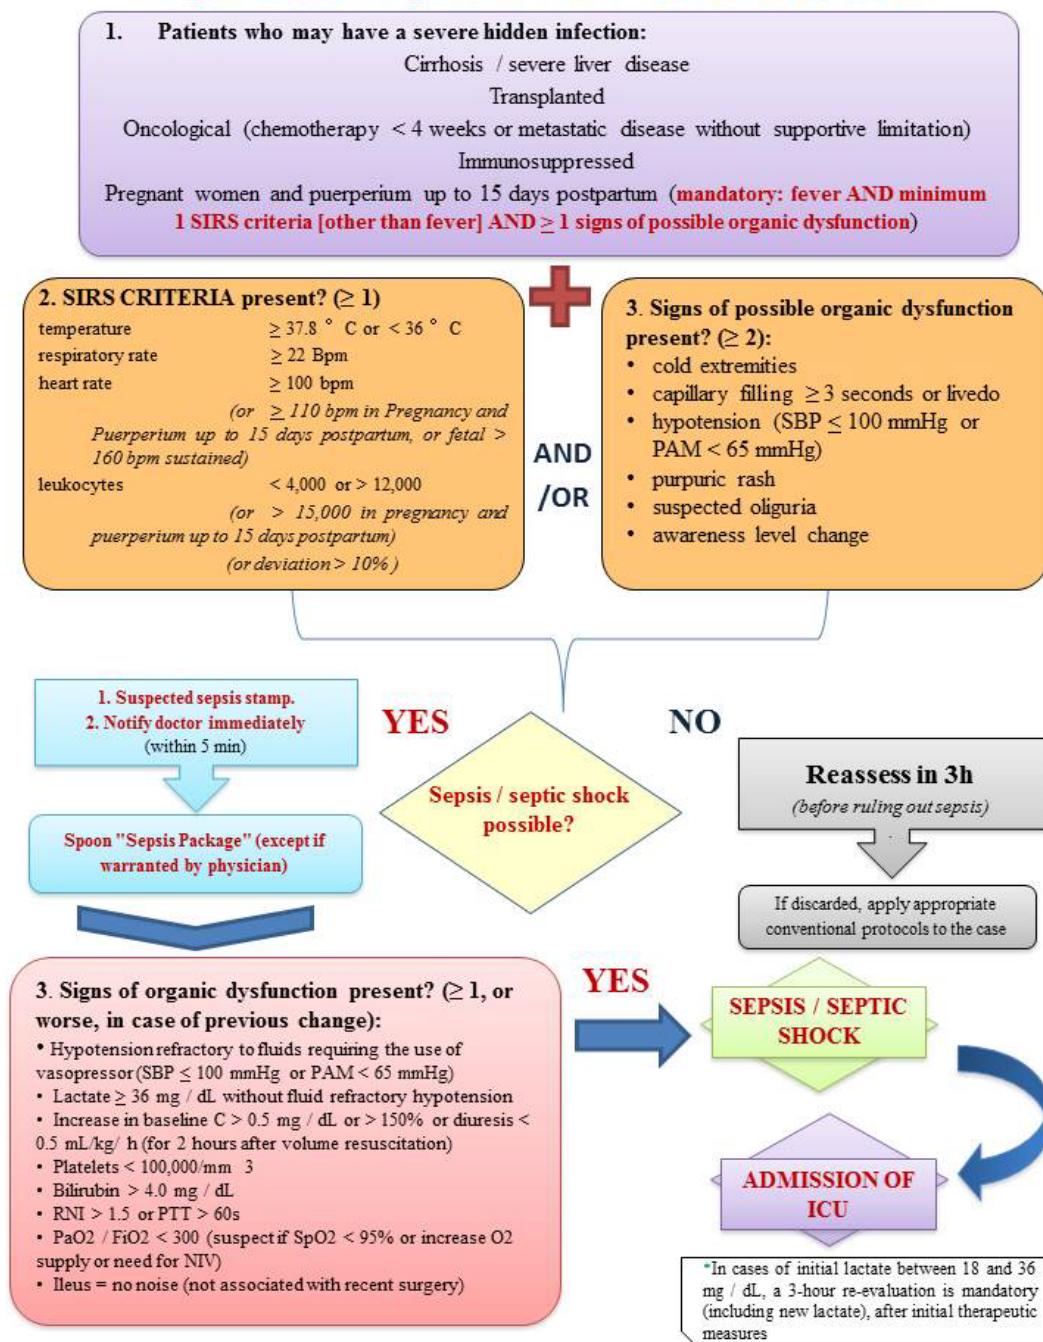 1. Patients who may have a severe hidden infection:
Cirrhosis / severe liver disease
Transplanted
Oncological (chemotherapy < 4 weeks or metastatic disease without supportive limitation)
Immunosuppressed
Pregnant women and puerperium up to 15 days postpartum (mandatory: fever AND minimum
1 SIRS criteria [other than fever] AND ≥ 1 signs of possible organic dysfunction)
2. SIRS CRITERIA present? (≥ 1)
temperature ≥ 37.8 ° C or < 36 ° C
respiratory rate ≥ 22 Bpm
heart rate ≥ 100 bpm
(or ≥ 110 bpm in Pregnancy and
Puerperium up to 15 days postpartum, or fetal >
160 bpm sustained)
leukocytes < 4,000 or > 12,000
(or > 15,000 in pregnancy and
puerperium up to 15 days postpartum)
(or deviation > 10% )
AND
/OR
3. Signs of possible organic dysfunction
present? (≥ 2):
• cold extremities
• capillary filling ≥ 3 seconds or livedo
• hypotension (SBP ≤ 100 mmHg or
PAM < 65 mmHg)
• purpuric rash
• suspected oliguria
• awareness level change
1. Suspected sepsis stamp.
2. Notify doctor immediately
(within 5 min)
YES
NO
Sepsis / septic shock
possible?
Spoon "Sepsis Package" (except if
warranted by physician)
Reassess in 3h
(before ruling out sepsis)
If discarded, apply appropriate
conventional protocols to the case
3. Signs of organic dysfunction present? (≥ 1, or
worse, in case of previous change):
• Hypotension refractory to fluids requiring the use of
vasopressor (SBP ≤ 100 mmHg or PAM < 65 mmHg)
• Lactate ≥ 36 mg / dL without fluid refractory hypotension
• Increase in baseline C > 0.5 mg / dL or > 150% or diuresis <
0.5 mL/kg/ h (for 2 hours after volume resuscitation)
• Platelets < 100,000/mm 3
• Bilirubin > 4.0 mg / dL
• RNI > 1.5 or PTT > 60s
• PaO2 / FiO2 < 300 (suspect if SpO2 < 95% or increase O2
supply or need for NIV)
• Ileus = no noise (not associated with recent surgery)
YES
SEPSIS / SEPTIC
SHOCK
ADMISSION OF
ICU
*In cases of initial lactate between 18 and 36
mg / dL, a 3-hour re-evaluation is mandatory
(including new lactate), after initial therapeutic
measures